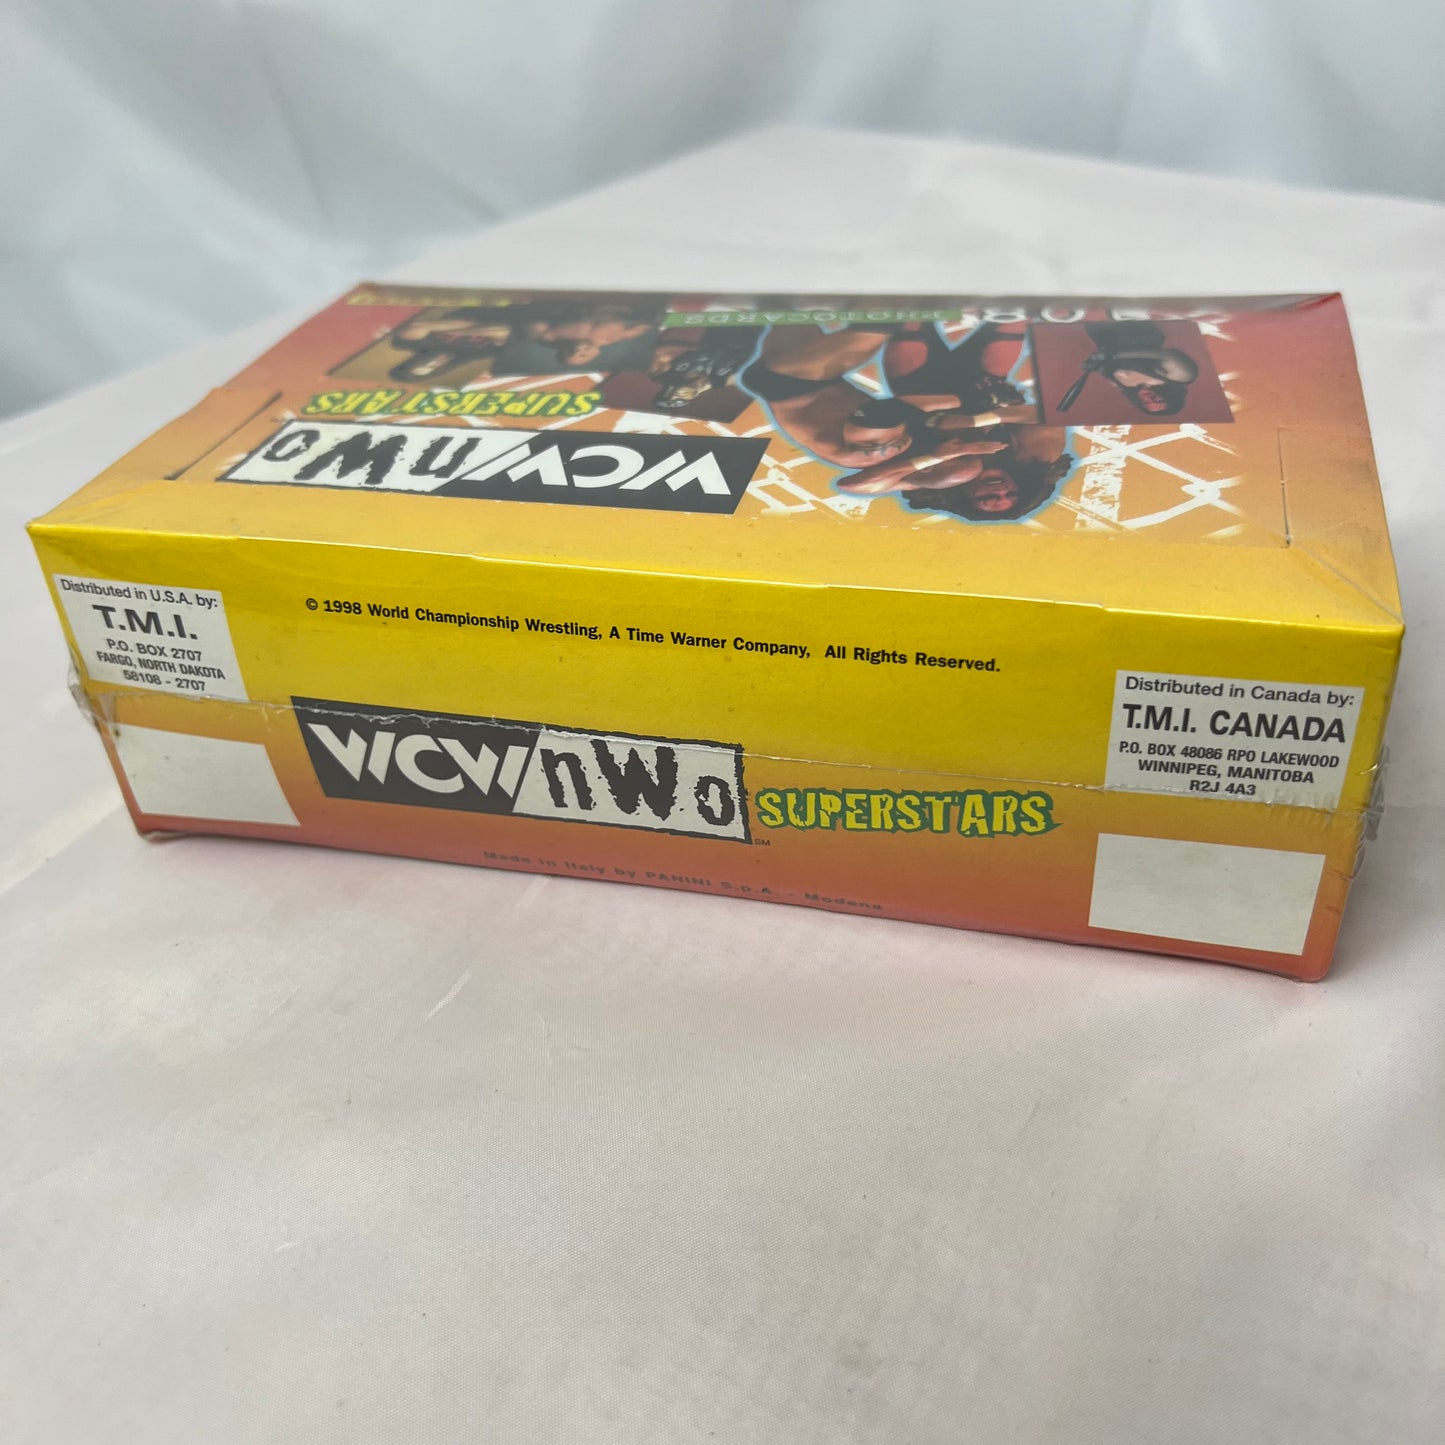 108
PHOTOCARDS
SUPERSTARS
WCW/nWo
Distributed in U.S.A. by:
T.M.I.
P.O. BOX 2707
FARGO, NORTH DAKOTA
58108 - 2707
© 1998 World Championship Wrestling, A Time Warner Company, All Rights Reserved.
Distributed in Canada by:
T.M.I. CANADA
P.O. BOX 48086 RPO LAKEWOOD
WINNIPEG, MANITOBA
R2J 4A3
WCW/nWo SUPERSTARS
SM
Made in Italy by PANINI S.p.A. - Modena